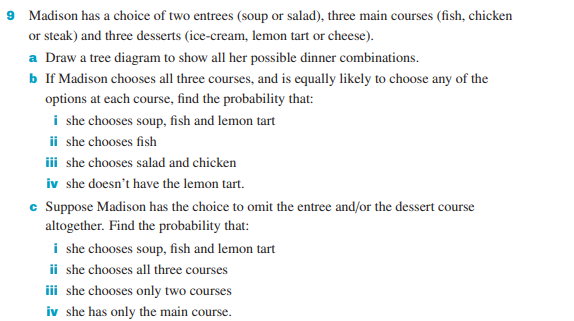 9 Madison has a choice of two entrees (soup or salad), three main courses (fish, chicken
or steak) and three desserts (ice-cream, lemon tart or cheese).
a Draw a tree diagram to show all her possible dinner combinations.
b If Madison chooses all three courses, and is equally likely to choose any of the
options at each course, find the probability that:
i she chooses soup, fish and lemon tart
ii she chooses fish
iii she chooses salad and chicken
iv she doesn’t have the lemon tart.
c Suppose Madison has the choice to omit the entree and/or the dessert course
altogether. Find the probability that:
i she chooses soup, fish and lemon tart
ii she chooses all three courses
iii she chooses only two courses
iv she has only the main course.